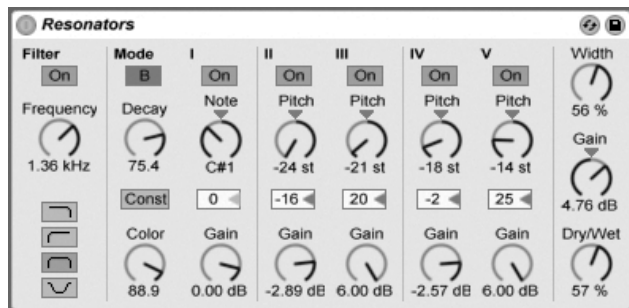 Resonators
Filter Mode I II III IV V Width
On B On On On On On
56 %
Frequency Decay Note Pitch Pitch Pitch Pitch
Gain
1.36 kHz 75.4 C#1 -24 st -21 st -18 st -14 st
Const 0 -16 20 -2 25
4.76 dB
Color Gain Gain Gain Gain Gain Dry/Wet
88.9 0.00 dB -2.89 dB 6.00 dB -2.57 dB 6.00 dB 57 %